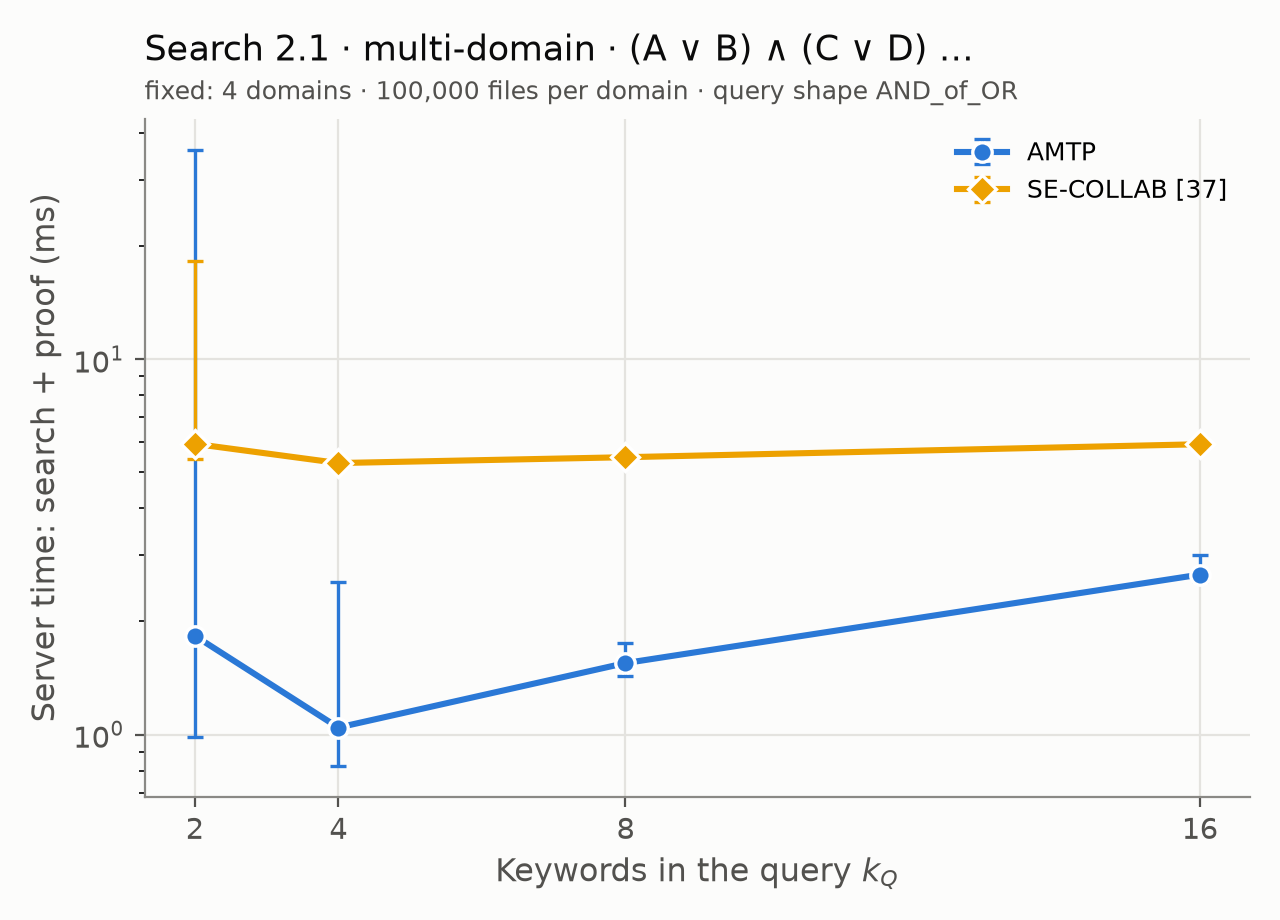 Search 2.1 · multi-domain · (A ∨ B) ∧ (C ∨ D) …
fixed: 4 domains · 100,000 files per domain · query shape AND_of_OR
AMTP
SE-COLLAB [37]
Server time: search + proof (ms)
10¹
10⁰
2 4 8 16
Keywords in the query k_Q